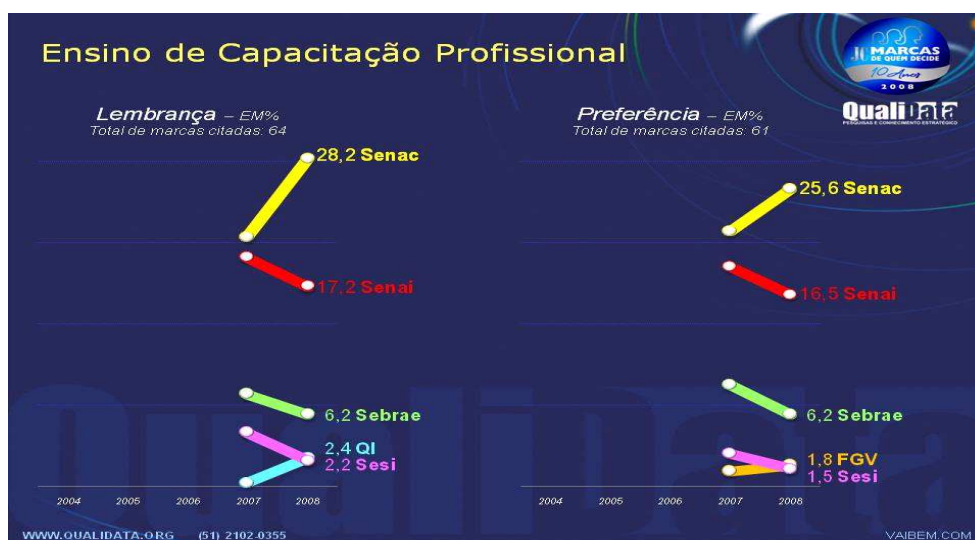 Ensino de Capacitação Profissional
JC MARCAS
DE QUEM DECIDE
10 Anos
2008
QualiData
PESQUISAS E CONHECIMENTO ESTRATÉGICO
Lembrança – EM%
Total de marcas citadas: 64
28,2 Senac
17,2 Senai
6,2 Sebrae
2,4 QI
2,2 Sesi
2004 2005 2006 2007 2008
Preferência – EM%
Total de marcas citadas: 61
25,6 Senac
16,5 Senai
6,2 Sebrae
1,8 FGV
1,5 Sesi
2004 2005 2006 2007 2008
QualiData
WWW.QUALIDATA.ORG (51) 2102-0355
VAIBEM.COM